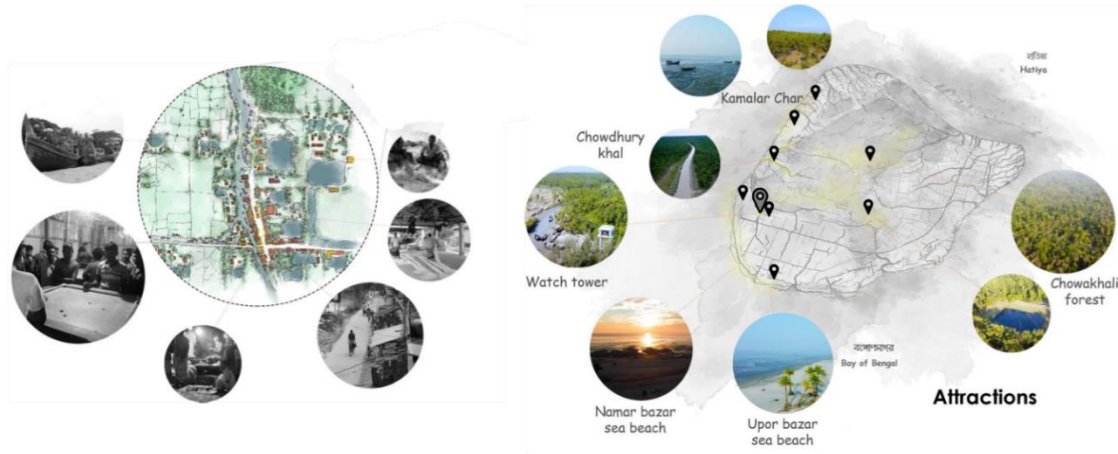 হাতিয়া
Hatiya
Kamalar Char
Chowdhury
khal
Watch tower
Chowakhali
forest
বঙ্গোপসাগর
Bay of Bengal
Attractions
Namar bazar
sea beach
Upor bazar
sea beach